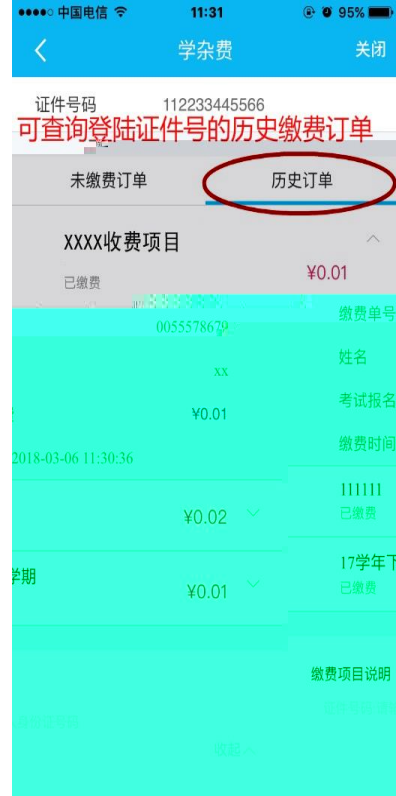 中国电信 11:31 95%
学杂费 关闭
证件号码 112233445566
可查询登陆证件号的历史缴费订单
未缴费订单 历史订单
XXXX收费项目
已缴费 ¥0.01
缴费单号
0055578679
姓名
xx
考试报名
¥0.01
缴费时间
2018-03-06 11:30:36
111111
已缴费
¥0.02
17学年下
学期
已缴费
¥0.01
缴费项目说明
收起